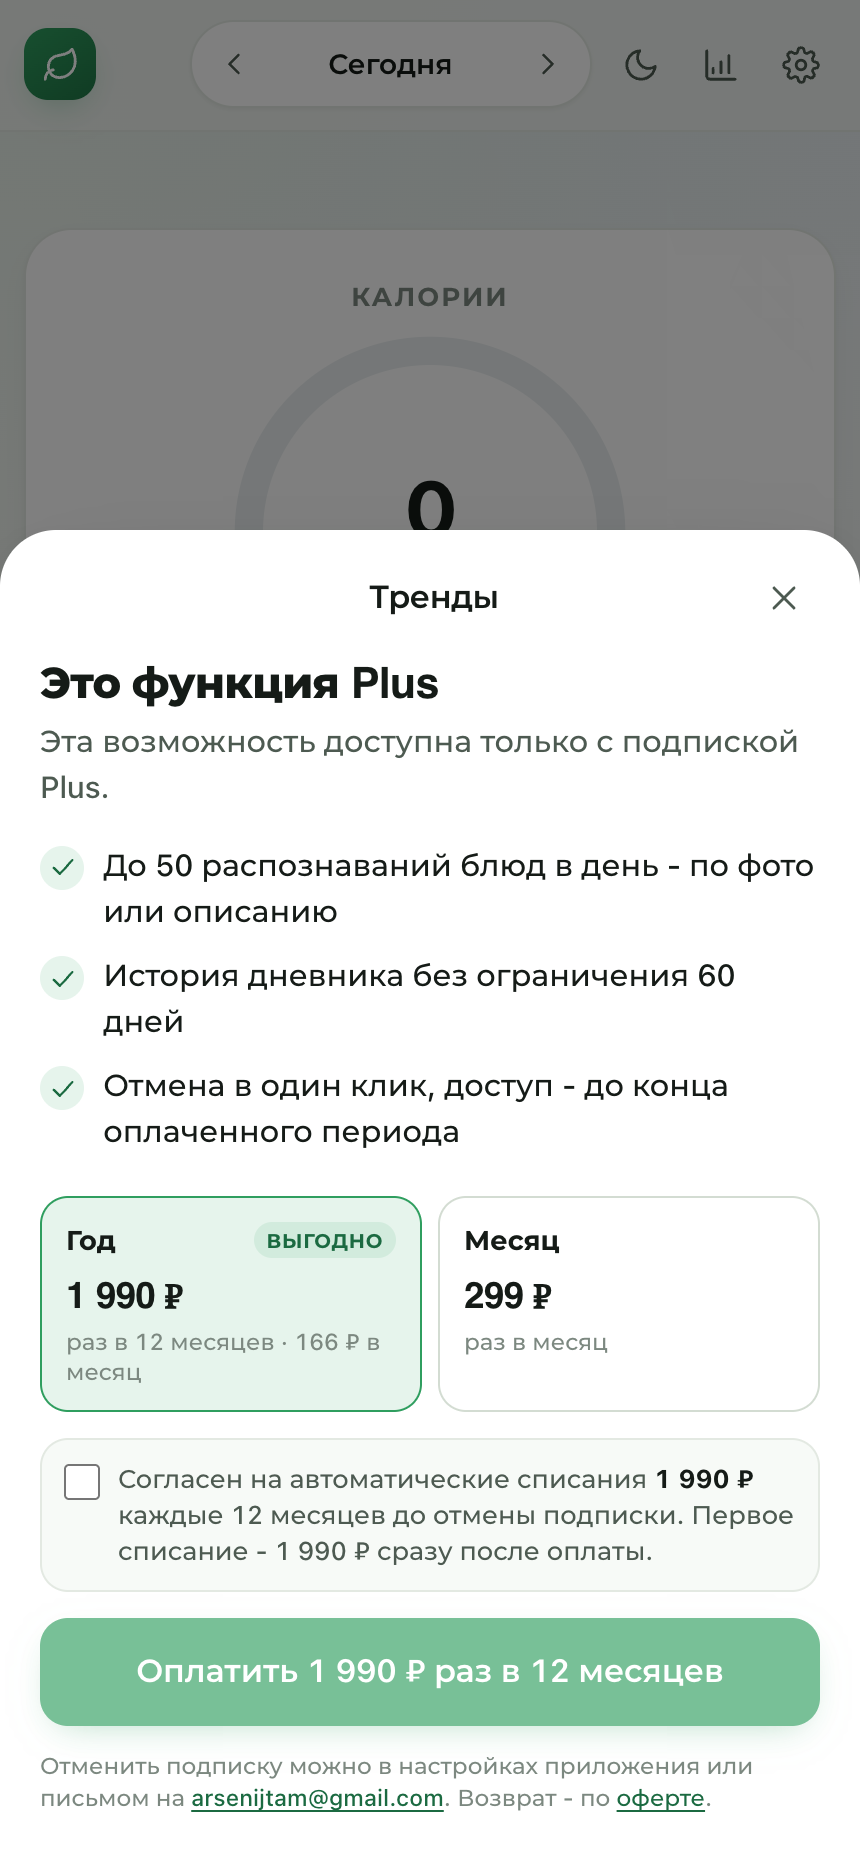 Сегодня
КАЛОРИИ
0
Тренды
Это функция Plus
Эта возможность доступна только с подпиской
Plus.
До 50 распознаваний блюд в день - по фото
или описанию
История дневника без ограничения 60
дней
Отмена в один клик, доступ - до конца
оплаченного периода
Год ВЫГОДНО
1 990 ₽
раз в 12 месяцев · 166 ₽ в
месяц
Месяц
299 ₽
раз в месяц
Согласен на автоматические списания 1 990 ₽
каждые 12 месяцев до отмены подписки. Первое
списание - 1 990 ₽ сразу после оплаты.
Оплатить 1 990 ₽ раз в 12 месяцев
Отменить подписку можно в настройках приложения или
письмом на arsenijtam@gmail.com. Возврат - по оферте.